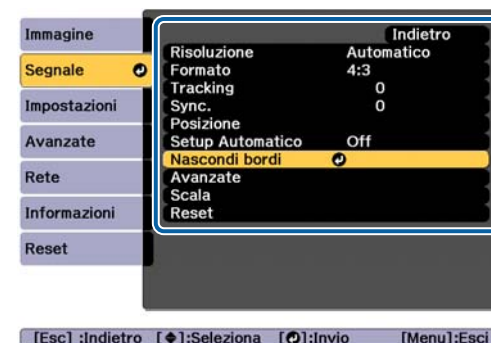 Immagine
Segnale
Impostazioni
Avanzate
Rete
Informazioni
Reset
Indietro
Risoluzione Automatico
Formato 4:3
Tracking 0
Sync. 0
Posizione
Setup Automatico Off
Nascondi bordi
Avanzate
Scala
Reset
[Esc] :Indietro [◆]:Seleziona [⏎]:Invio [Menu]:Esci